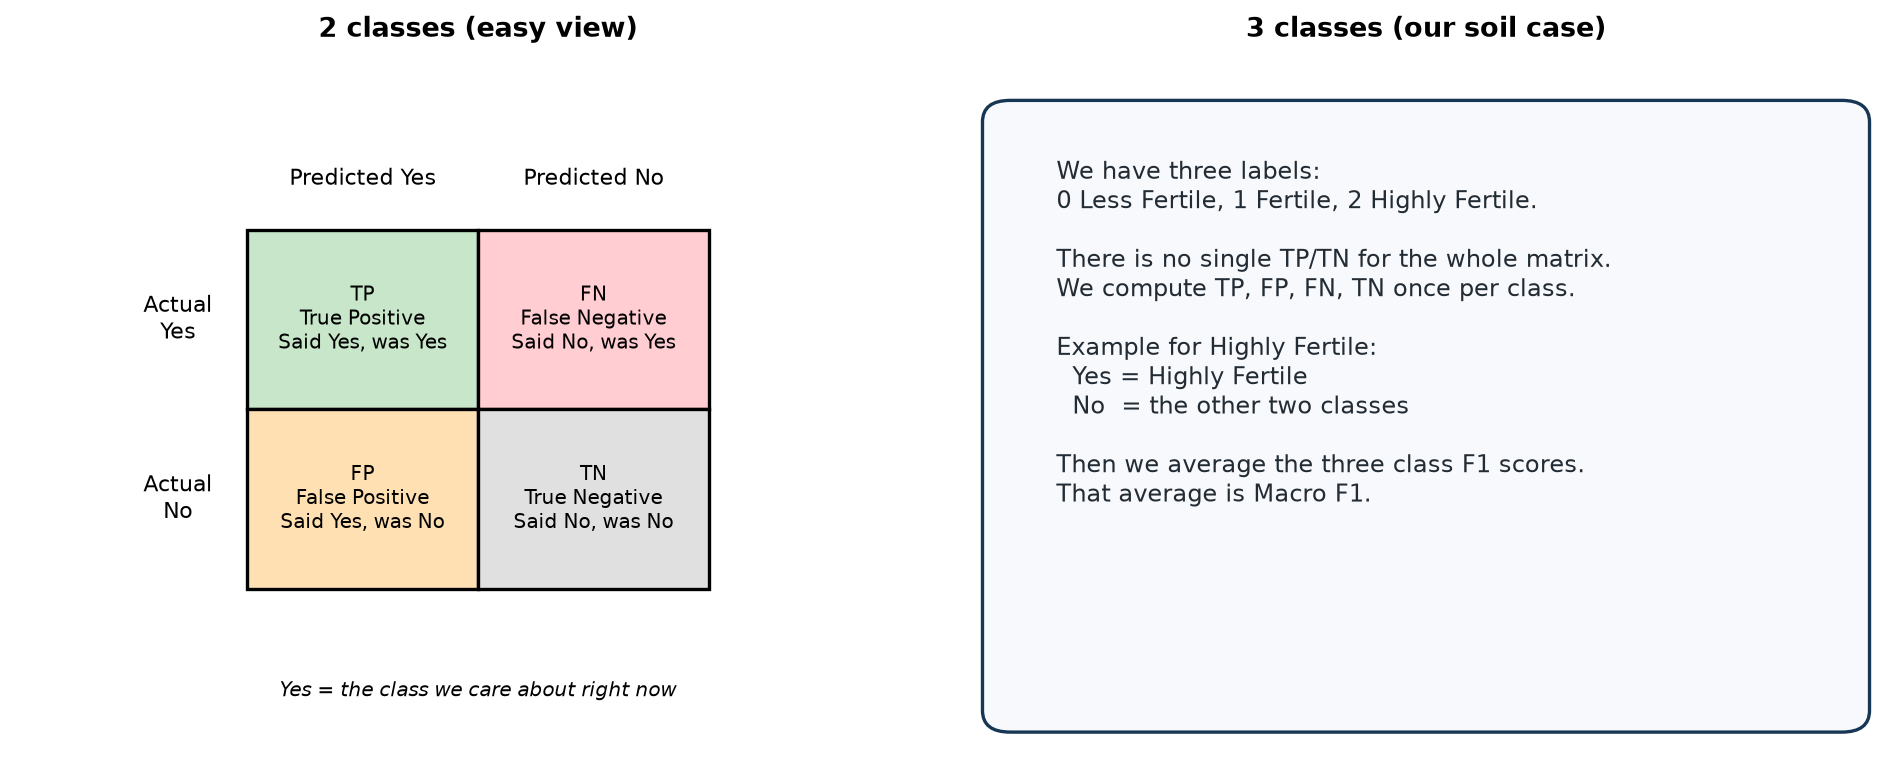 2 classes (easy view)
Predicted Yes
Predicted No
Actual
Yes
TP
True Positive
Said Yes, was Yes
FN
False Negative
Said No, was Yes
Actual
No
FP
False Positive
Said Yes, was No
TN
True Negative
Said No, was No
Yes = the class we care about right now
3 classes (our soil case)
We have three labels:
0 Less Fertile, 1 Fertile, 2 Highly Fertile.
There is no single TP/TN for the whole matrix.
We compute TP, FP, FN, TN once per class.
Example for Highly Fertile:
Yes = Highly Fertile
No = the other two classes
Then we average the three class F1 scores.
That average is Macro F1.